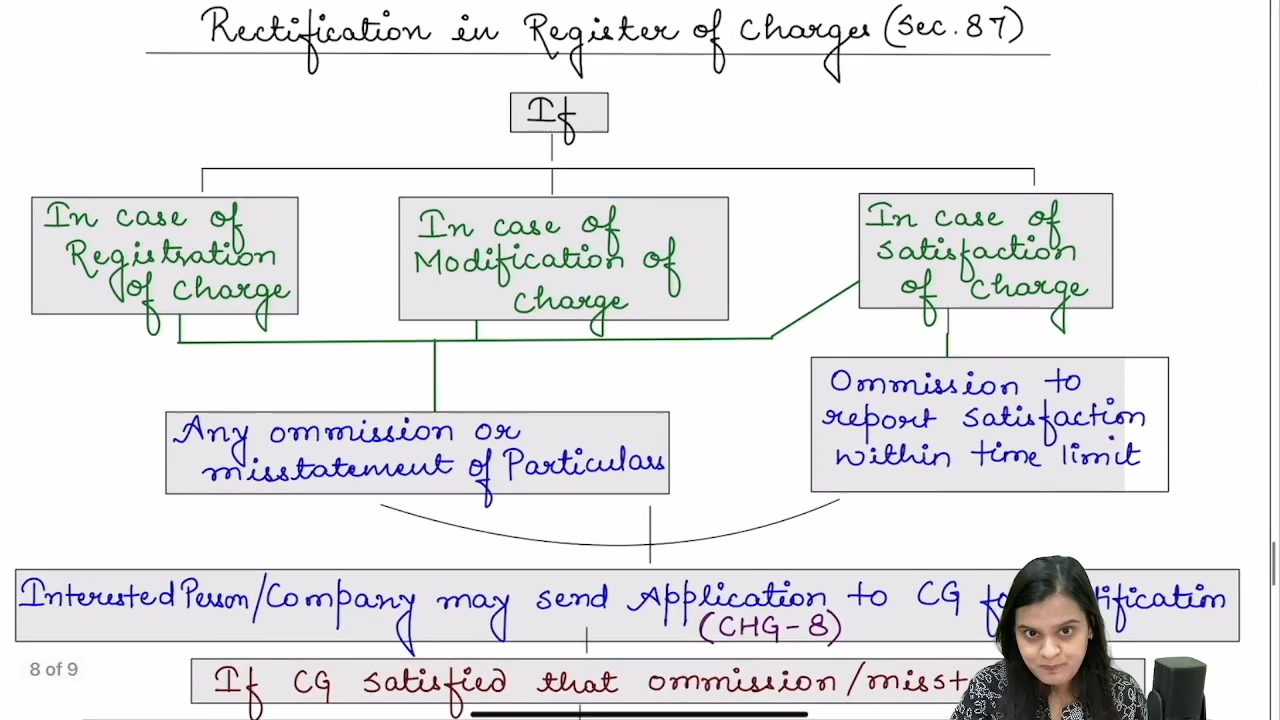 Rectification in Register of Charges (Sec. 87)
If
In case of
Registration
of charge
In case of
Modification of
charge
In case of
Satisfaction
of charge
Any ommission or
misstatement of Particulars
Ommission to
report satisfaction
within time limit
Interested Person/Company may send Application to CG
(CHG-8)
8 of 9
If CG satisfied that ommission/